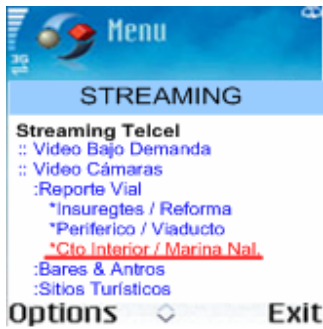 Menu
3G
STREAMING
Streaming Telcel
:: Video Bajo Demanda
:: Video Cámaras
:Reporte Vial
*Insuregtes / Reforma
*Periferico / Viaducto
*Cto Interior / Marina Nal.
:Bares & Antros
:Sitios Turísticos
Options Exit